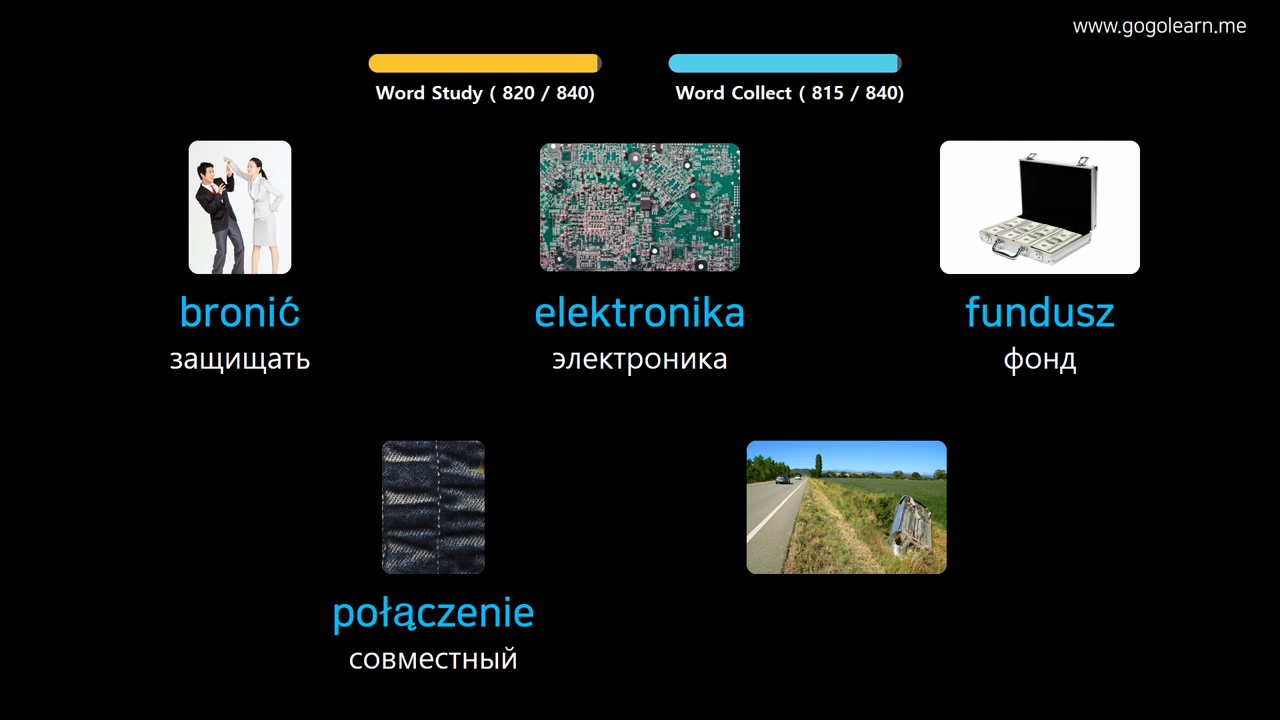 www.gogolearn.me
Word Study ( 820 / 840)
Word Collect ( 815 / 840)
bronić
защищать
elektronika
электроника
fundusz
фонд
połączenie
совместный